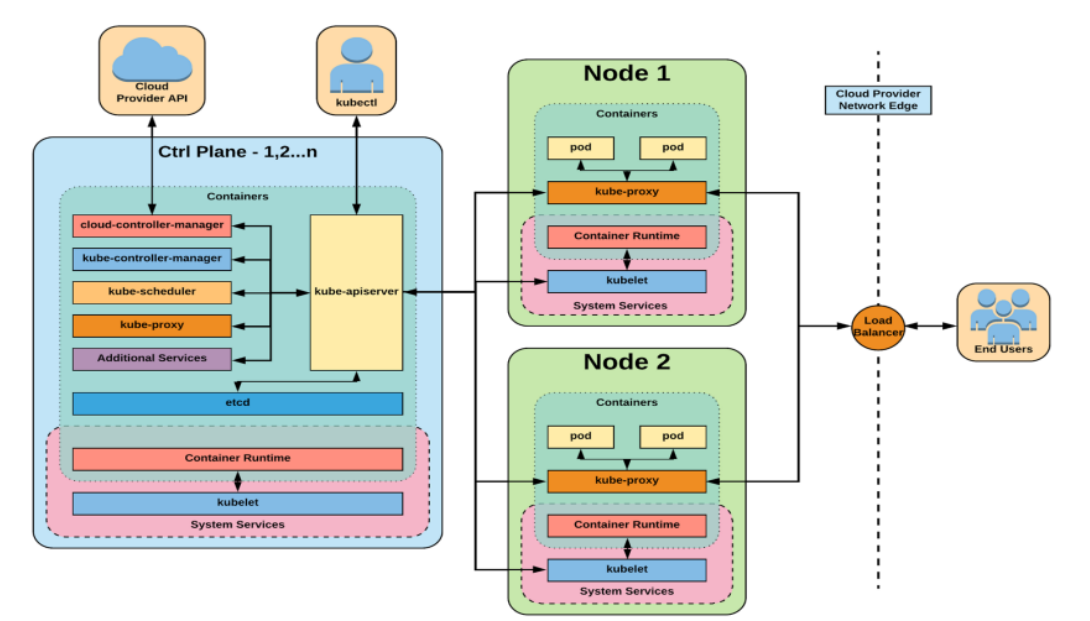 Cloud
Provider API
kubectl
Ctrl Plane - 1,2...n
Containers
cloud-controller-manager
kube-controller-manager
kube-scheduler
kube-proxy
Additional Services
kube-apiserver
etcd
Container Runtime
kubelet
System Services
Node 1
Containers
pod
pod
kube-proxy
Container Runtime
kubelet
System Services
Node 2
Containers
pod
pod
kube-proxy
Container Runtime
kubelet
System Services
Cloud Provider
Network Edge
Load
Balancer
End Users